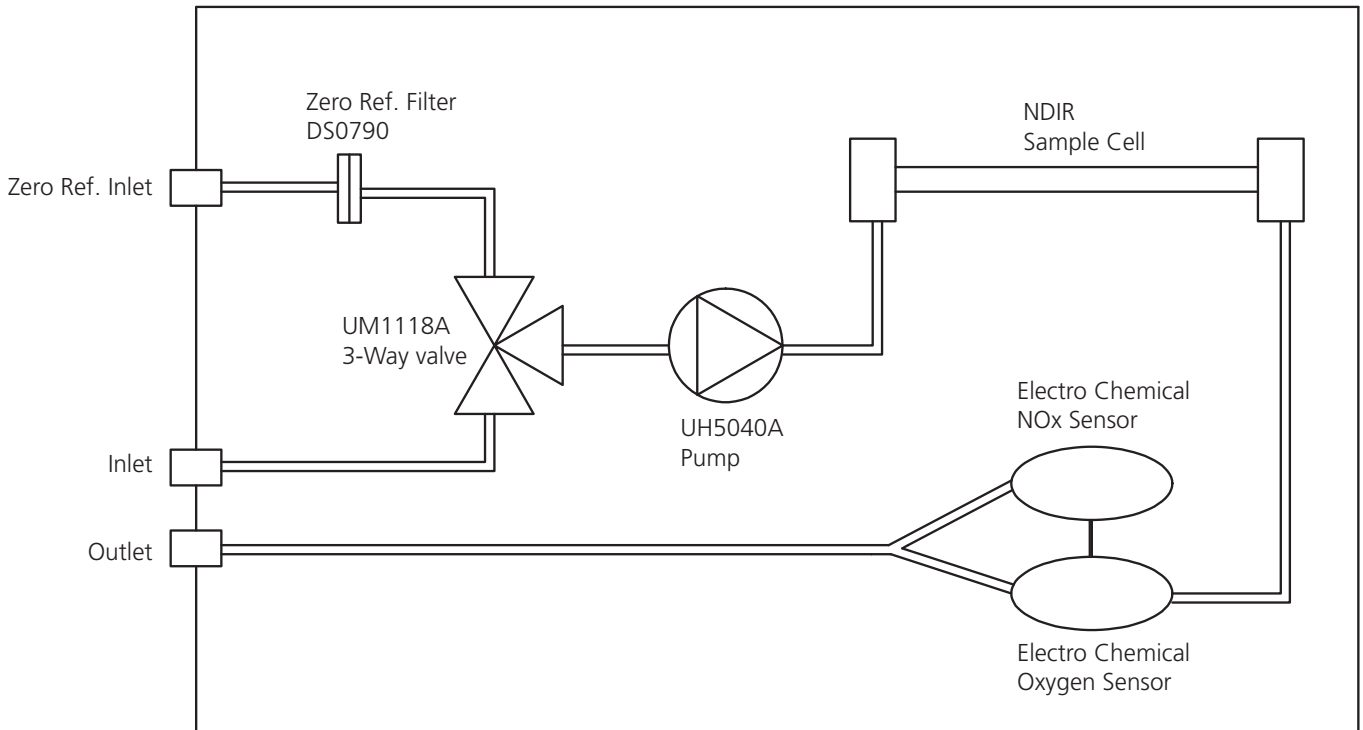 Zero Ref. Filter
DS0790
NDIR
Sample Cell
Zero Ref. Inlet
UM1118A
3-Way valve
UH5040A
Pump
Electro Chemical
NOx Sensor
Inlet
Outlet
Electro Chemical
Oxygen Sensor